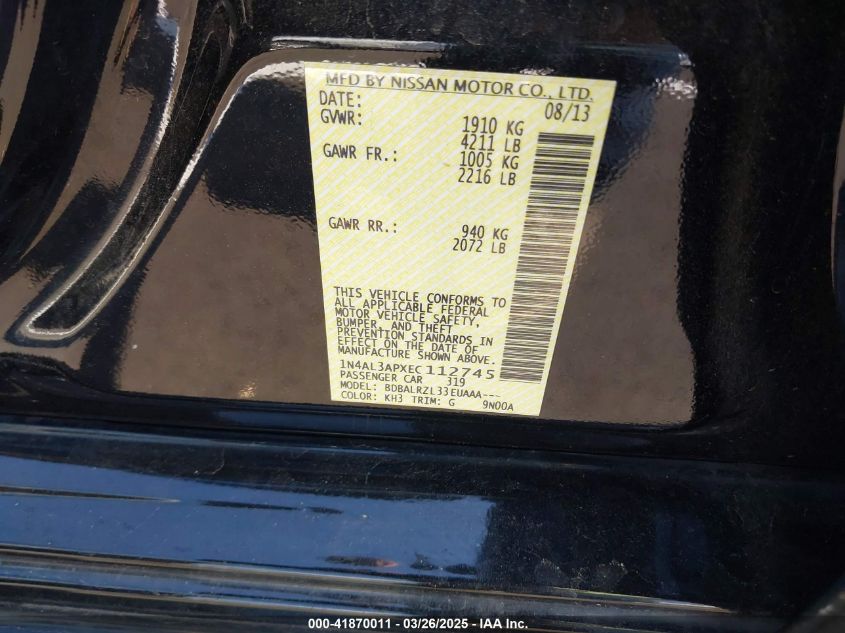 MFD BY NISSAN MOTOR CO., LTD.
DATE: 08/13
GVWR: 1910 KG
4211 LB
GAWR FR.: 1005 KG
2216 LB
GAWR RR.: 940 KG
2072 LB
THIS VEHICLE CONFORMS TO
ALL APPLICABLE FEDERAL
MOTOR VEHICLE SAFETY,
BUMPER, AND THEFT
PREVENTION STANDARDS IN
EFFECT ON THE DATE OF
MANUFACTURE SHOWN ABOVE.
1N4AL3APXEC112745
PASSENGER CAR 319
MODEL: BDBALRZL33EUAAA---
COLOR: KH3 TRIM: G 9N00A
000-41870011 - 03/26/2025 - IAA Inc.